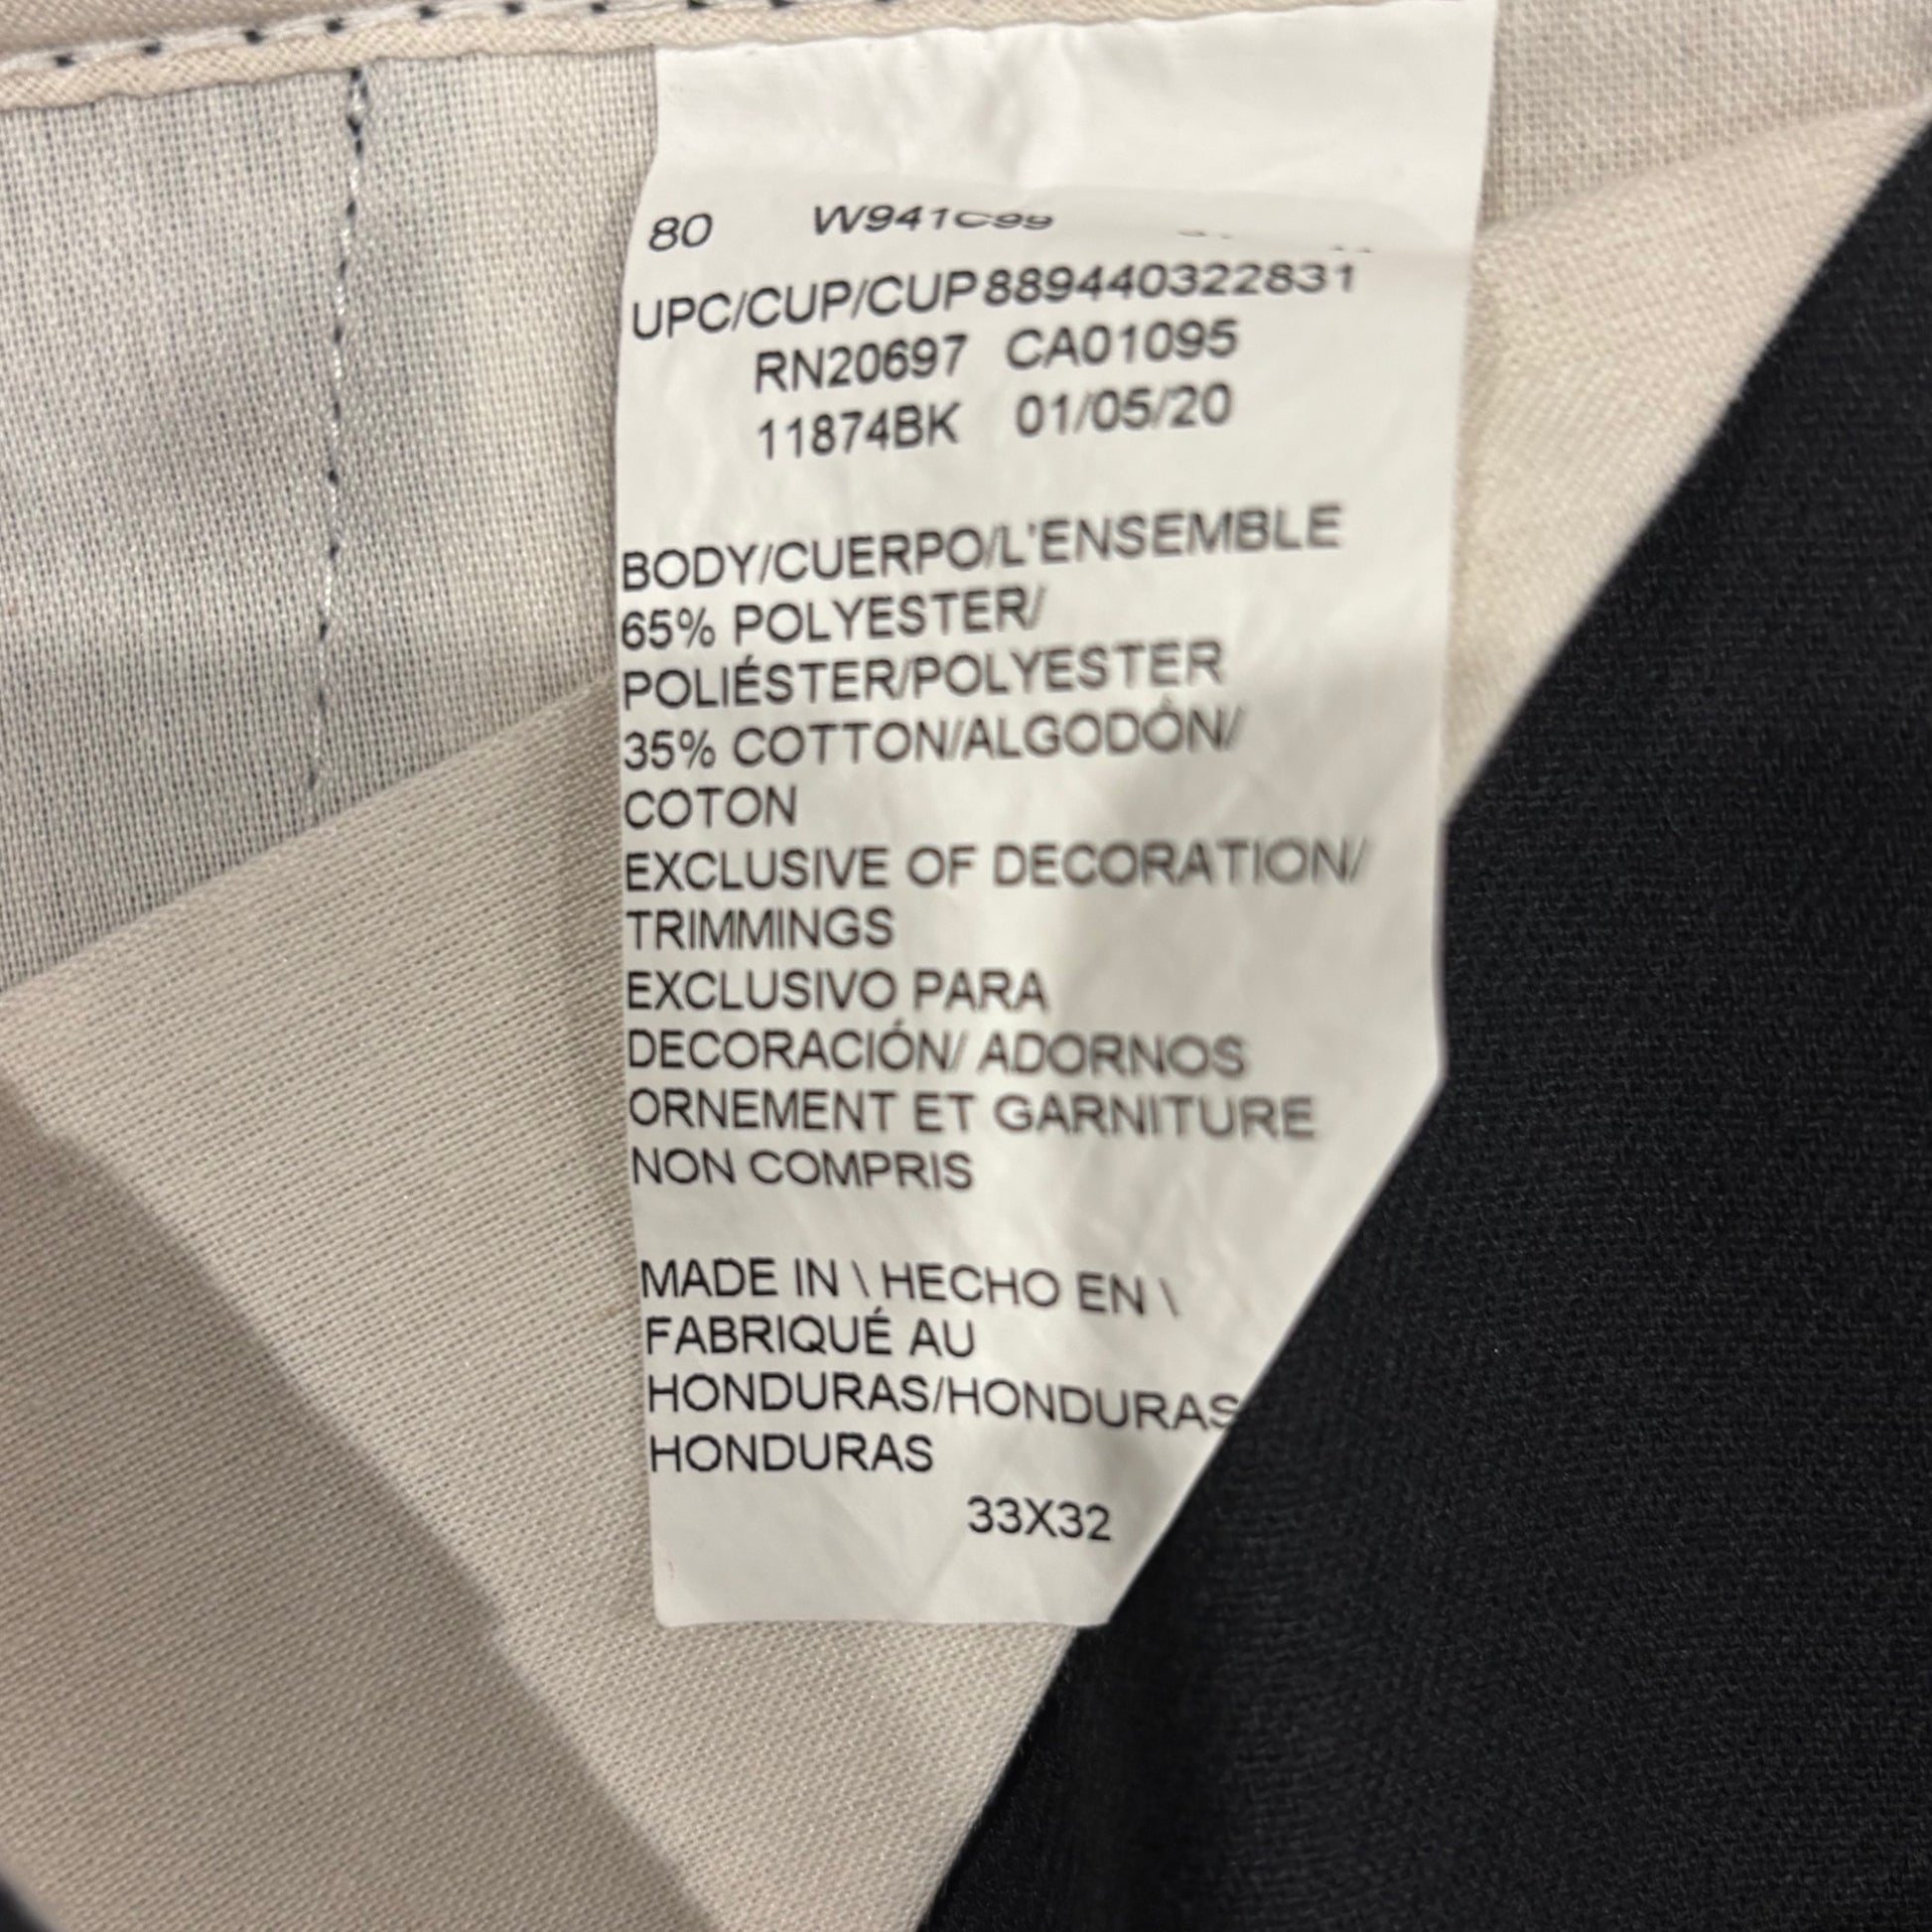 80 W941C99
UPC/CUP/CUP 889440322831
RN20697 CA01095
11874BK 01/05/20
BODY/CUERPO/L'ENSEMBLE
65% POLYESTER/
POLIÉSTER/POLYESTER
35% COTTON/ALGODÓN/
COTON
EXCLUSIVE OF DECORATION/
TRIMMINGS
EXCLUSIVO PARA
DECORACIÓN/ ADORNOS
ORNEMENT ET GARNITURE
NON COMPRIS
MADE IN \ HECHO EN \
FABRIQUÉ AU
HONDURAS/HONDURAS
HONDURAS
33X32